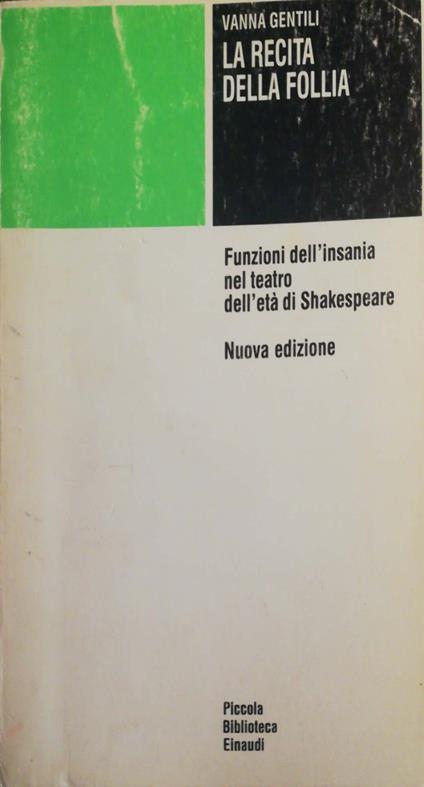 VANNA GENTILI
LA RECITA
DELLA FOLLIA
Funzioni dell'insania
nel teatro
dell'età di Shakespeare
Nuova edizione
Piccola
Biblioteca
Einaudi